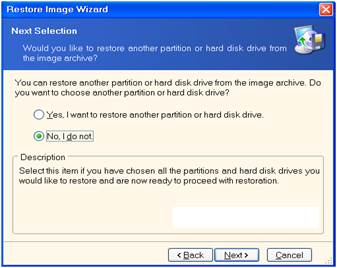 Restore Image Wizard
Next Selection
Would you like to restore another partition or hard disk drive from
the image archive?
You can restore another partition or hard disk drive from the image archive. Do
you want to choose another partition or hard disk drive?
Yes, I want to restore another partition or hard disk drive.
No, I do not.
Description
Select this item if you have chosen all the partitions and hard disk drives you
would like to restore and are now ready to proceed with restoration.
< Back
Next >
Cancel